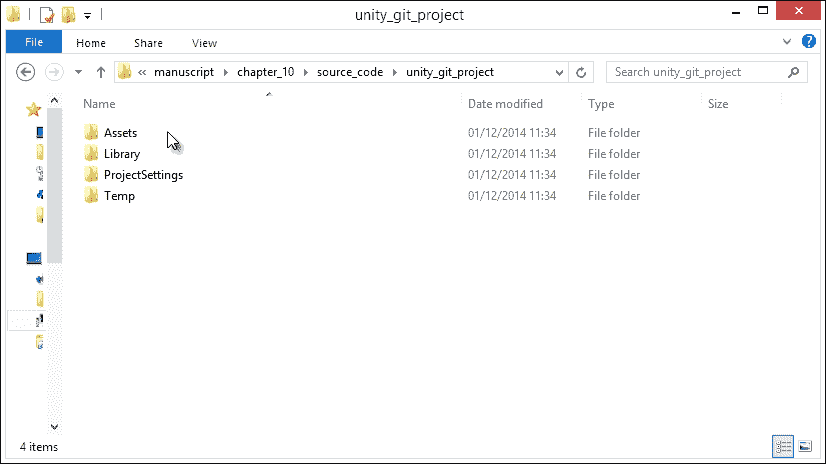 unity_git_project
File Home Share View
« manuscript chapter_10 source_code unity_git_project Search unity_git_project
Name Date modified Type Size
Assets 01/12/2014 11:34 File folder
Library 01/12/2014 11:34 File folder
ProjectSettings 01/12/2014 11:34 File folder
Temp 01/12/2014 11:34 File folder
4 items